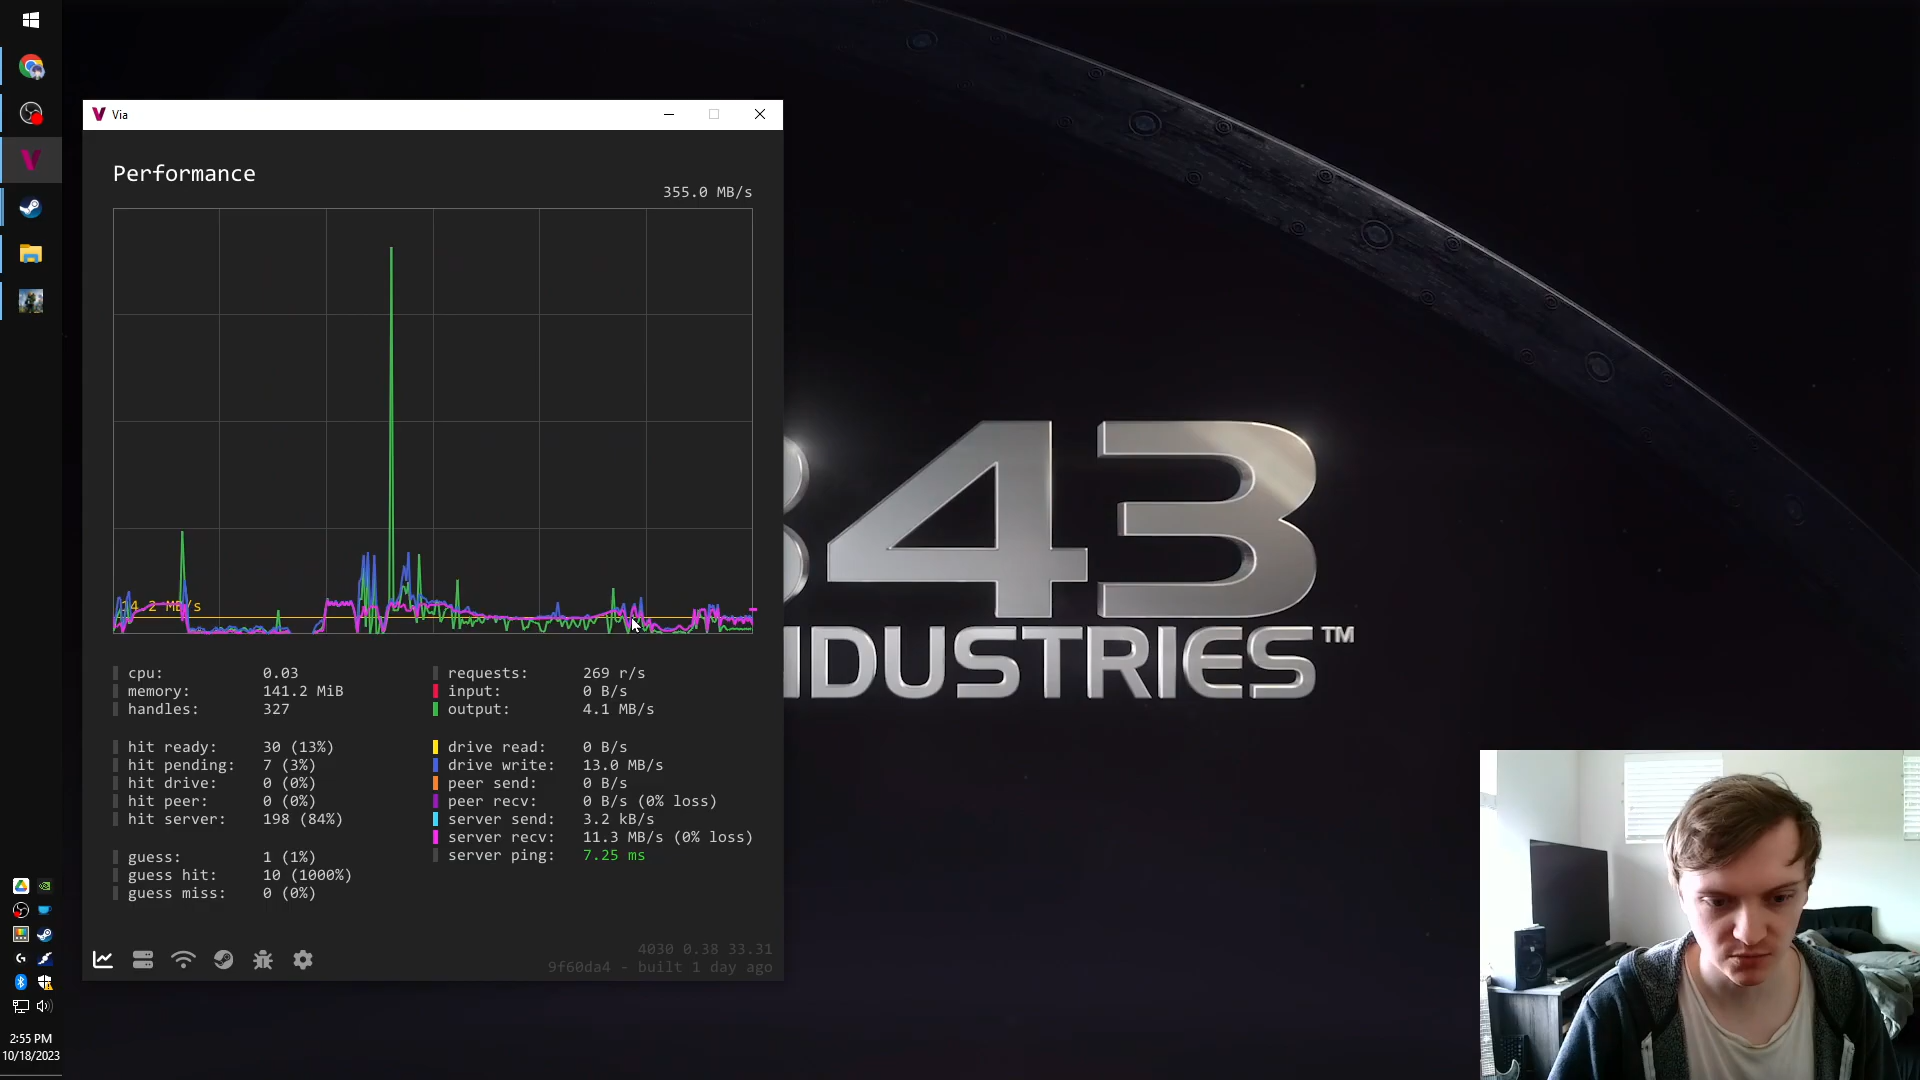 Via
Performance
355.0 MB/s
14.2 MB/s
cpu: 0.03
memory: 141.2 MiB
handles: 327
hit ready: 30 (13%)
hit pending: 7 (3%)
hit drive: 0 (0%)
hit peer: 0 (0%)
hit server: 198 (84%)
guess: 1 (1%)
guess hit: 10 (1000%)
guess miss: 0 (0%)
requests: 269 r/s
input: 0 B/s
output: 4.1 MB/s
drive read: 0 B/s
drive write: 13.0 MB/s
peer send: 0 B/s
peer recv: 0 B/s (0% loss)
server send: 3.2 kB/s
server recv: 11.3 MB/s (0% loss)
server ping: 7.25 ms
4030 0.38 33.31
9f60da4 - built 1 day ago
343
INDUSTRIES™
2:55 PM
10/18/2023